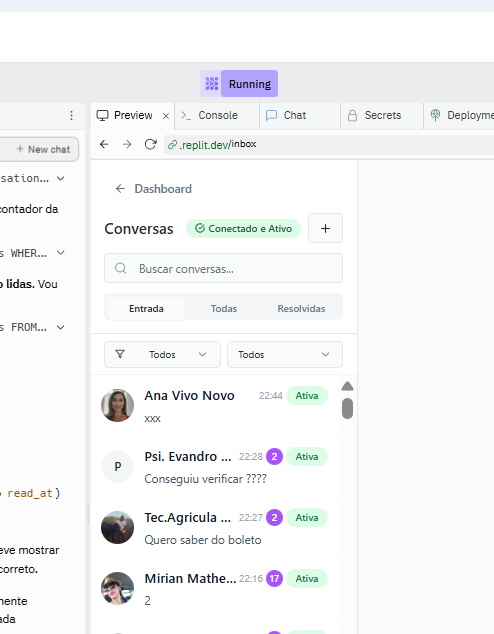 Running
Preview × Console Chat Secrets Deployme
+ New chat
.replit.dev/inbox
sation...
contador da
s WHER...
o lidas. Vou
s FROM...
read_at)
eve mostrar
correto.
mente
ada
Dashboard
Conversas Conectado e Ativo +
Buscar conversas...
Entrada Todas Resolvidas
Todos Todos
Ana Vivo Novo 22:44 Ativa
xxx
P Psi. Evandro ... 22:28 2 Ativa
Conseguiu verificar ????
Tec.Agricula ... 22:27 2 Ativa
Quero saber do boleto
Mirian Mathe... 22:16 17 Ativa
2